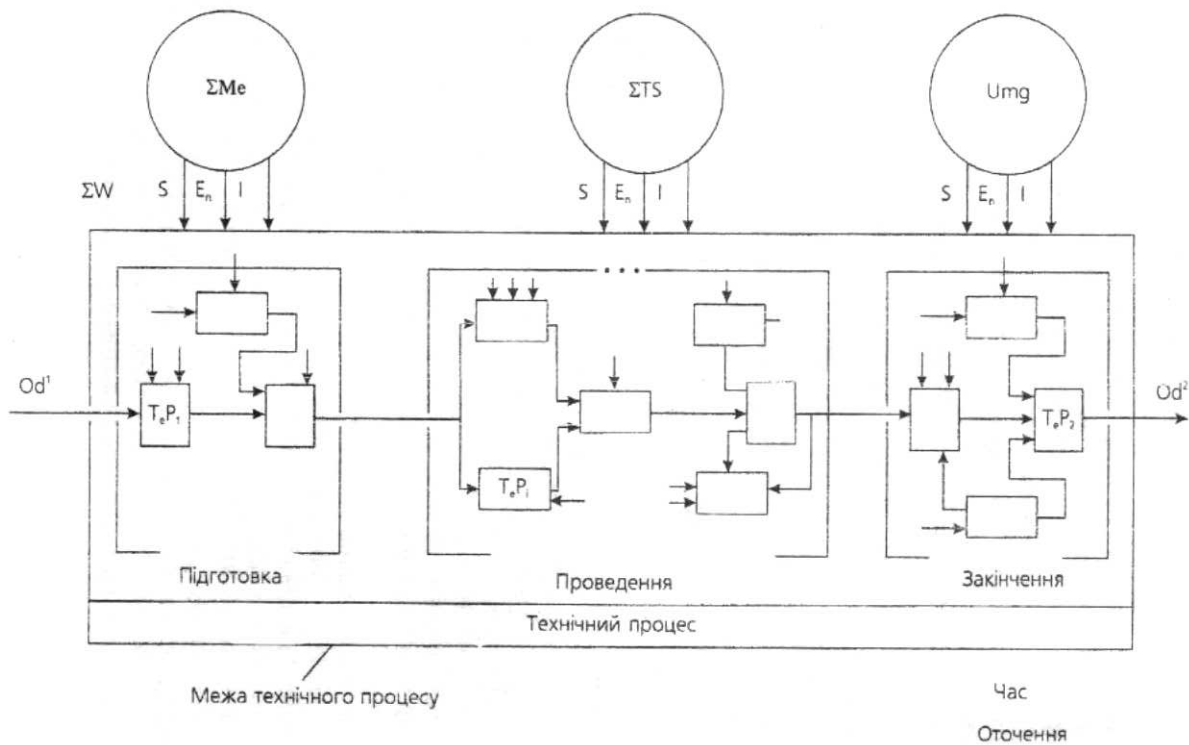 ΣMe
ΣTS
Umg
ΣW S Eₙ I
S Eₙ I
S Eₙ I
Od¹
TₑP₁
TₑPᵢ
. . .
TₑP₂
Od²
Підготовка
Проведення
Закінчення
Технічний процес
Межа технічного процесу
Час
Оточення